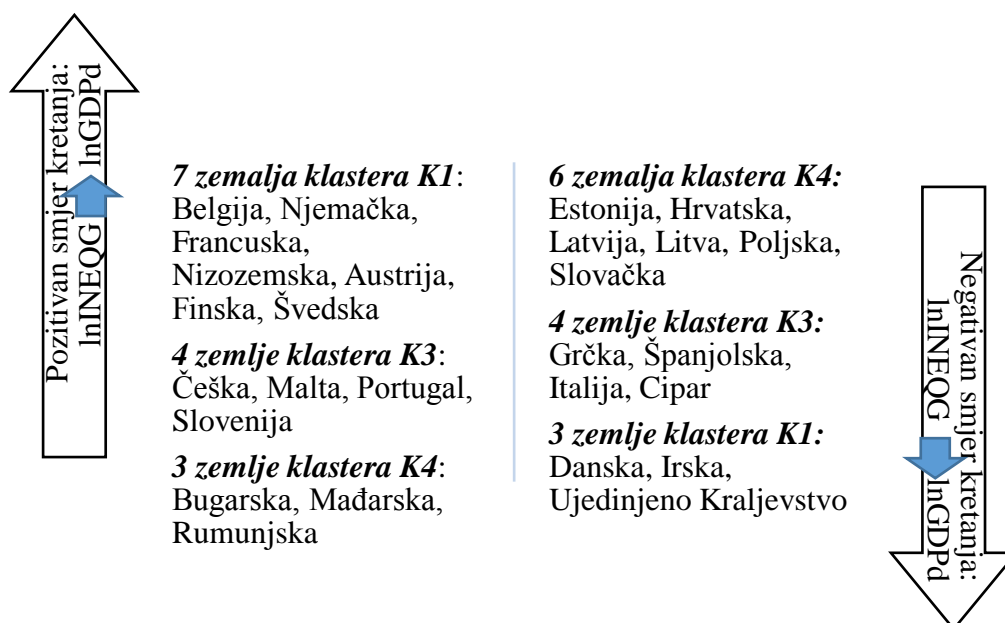 Pozitivan smjer kretanja:
lnINEQG lnGDPd
7 zemalja klastera K1:
Belgija, Njemačka,
Francuska,
Nizozemska, Austrija,
Finska, Švedska
4 zemlje klastera K3:
Češka, Malta, Portugal,
Slovenija
3 zemlje klastera K4:
Bugarska, Mađarska,
Rumunjska
6 zemalja klastera K4:
Estonija, Hrvatska,
Latvija, Litva, Poljska,
Slovačka
4 zemlje klastera K3:
Grčka, Španjolska,
Italija, Cipar
3 zemlje klastera K1:
Danska, Irska,
Ujedinjeno Kraljevstvo
Negativan smjer kretanja:
lnINEQG lnGDPd